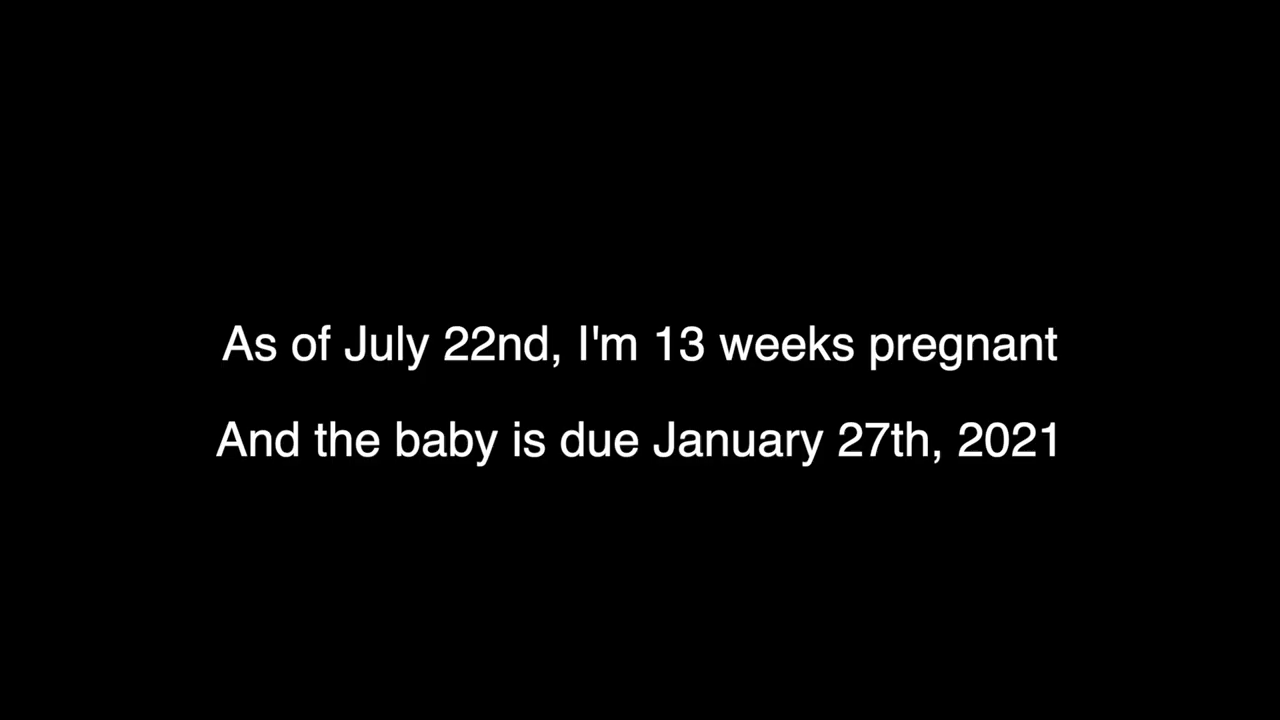 As of July 22nd, I'm 13 weeks pregnant
And the baby is due January 27th, 2021